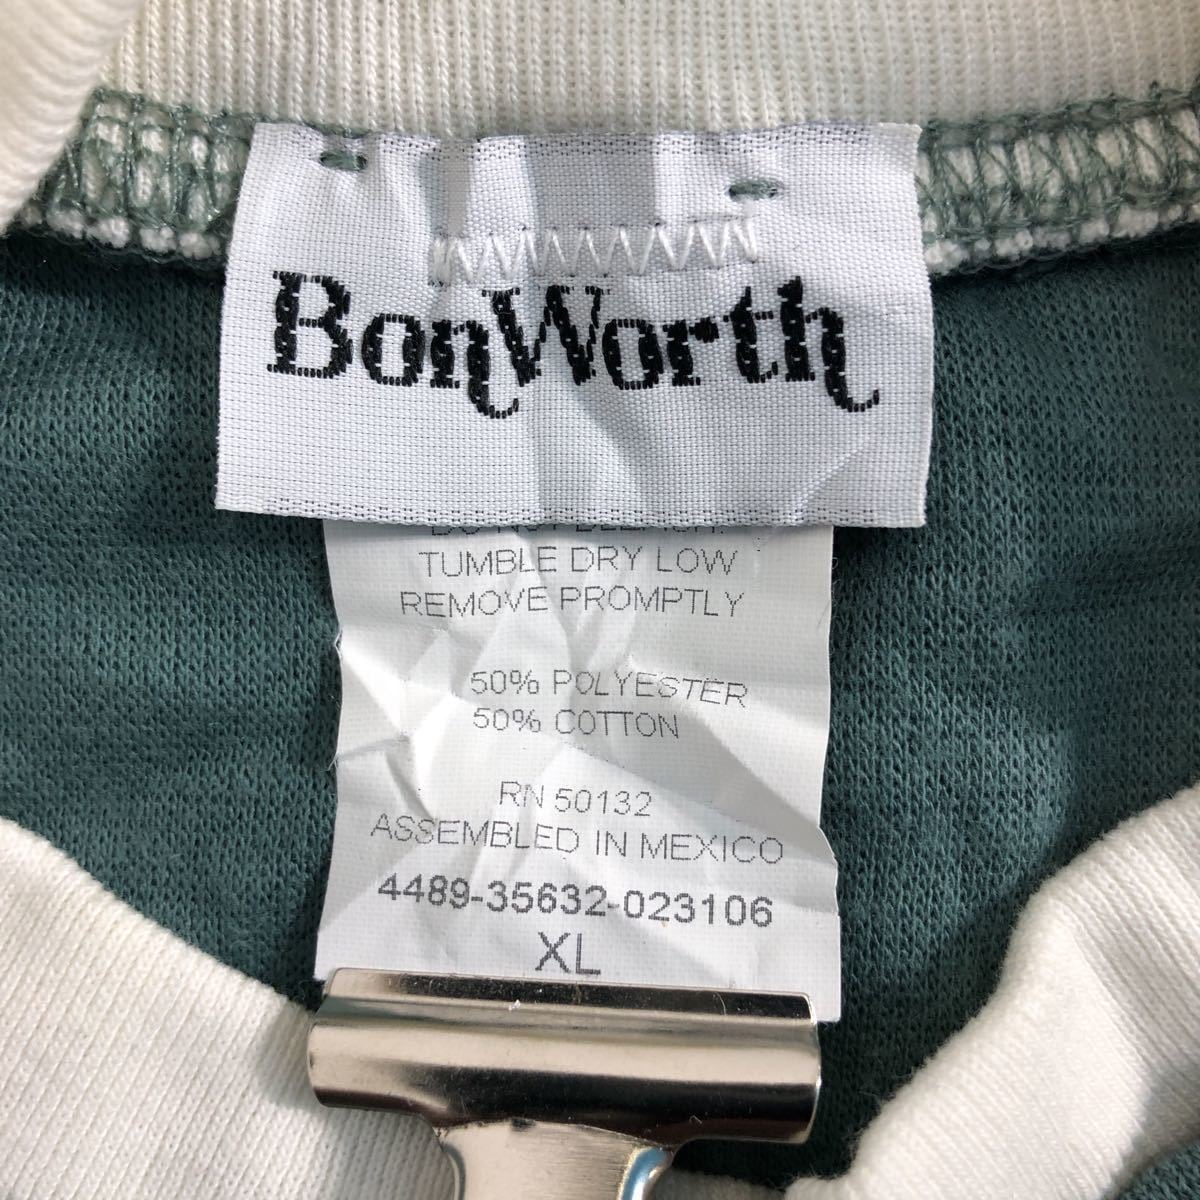 BonWorth
TUMBLE DRY LOW
REMOVE PROMPTLY
50% POLYESTER
50% COTTON
RN 50132
ASSEMBLED IN MEXICO
4489-35632-023106
XL